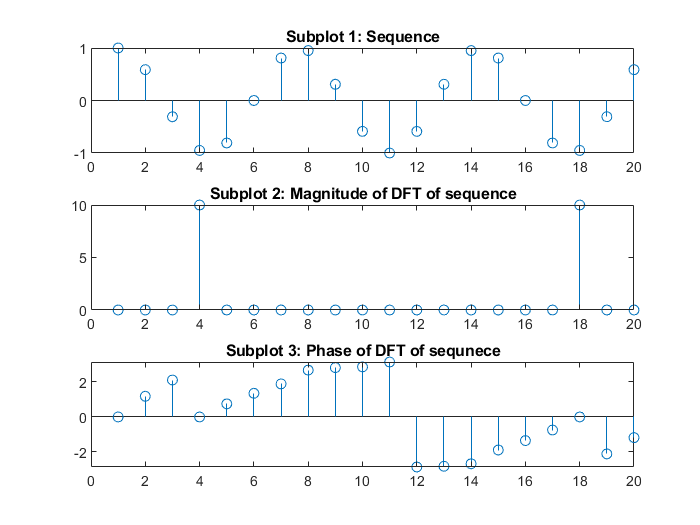 Subplot 1: Sequence
1
0
-1
0 2 4 6 8 10 12 14 16 18 20
Subplot 2: Magnitude of DFT of sequence
10
5
0
0 2 4 6 8 10 12 14 16 18 20
Subplot 3: Phase of DFT of sequnece
2
0
-2
0 2 4 6 8 10 12 14 16 18 20